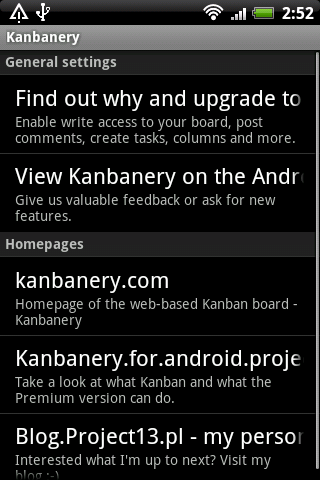 2:52
Kanbanery
General settings
Find out why and upgrade to
Enable write access to your board, post
comments, create tasks, columns and more.
View Kanbanery on the Andr
Give us valuable feedback or ask for new
features.
Homepages
kanbanery.com
Homepage of the web-based Kanban board -
Kanbanery
Kanbanery.for.android.proje
Take a look at what Kanban and what the
Premium version can do.
Blog.Project13.pl - my person
Interested what I'm up to next? Visit my
blog :-)